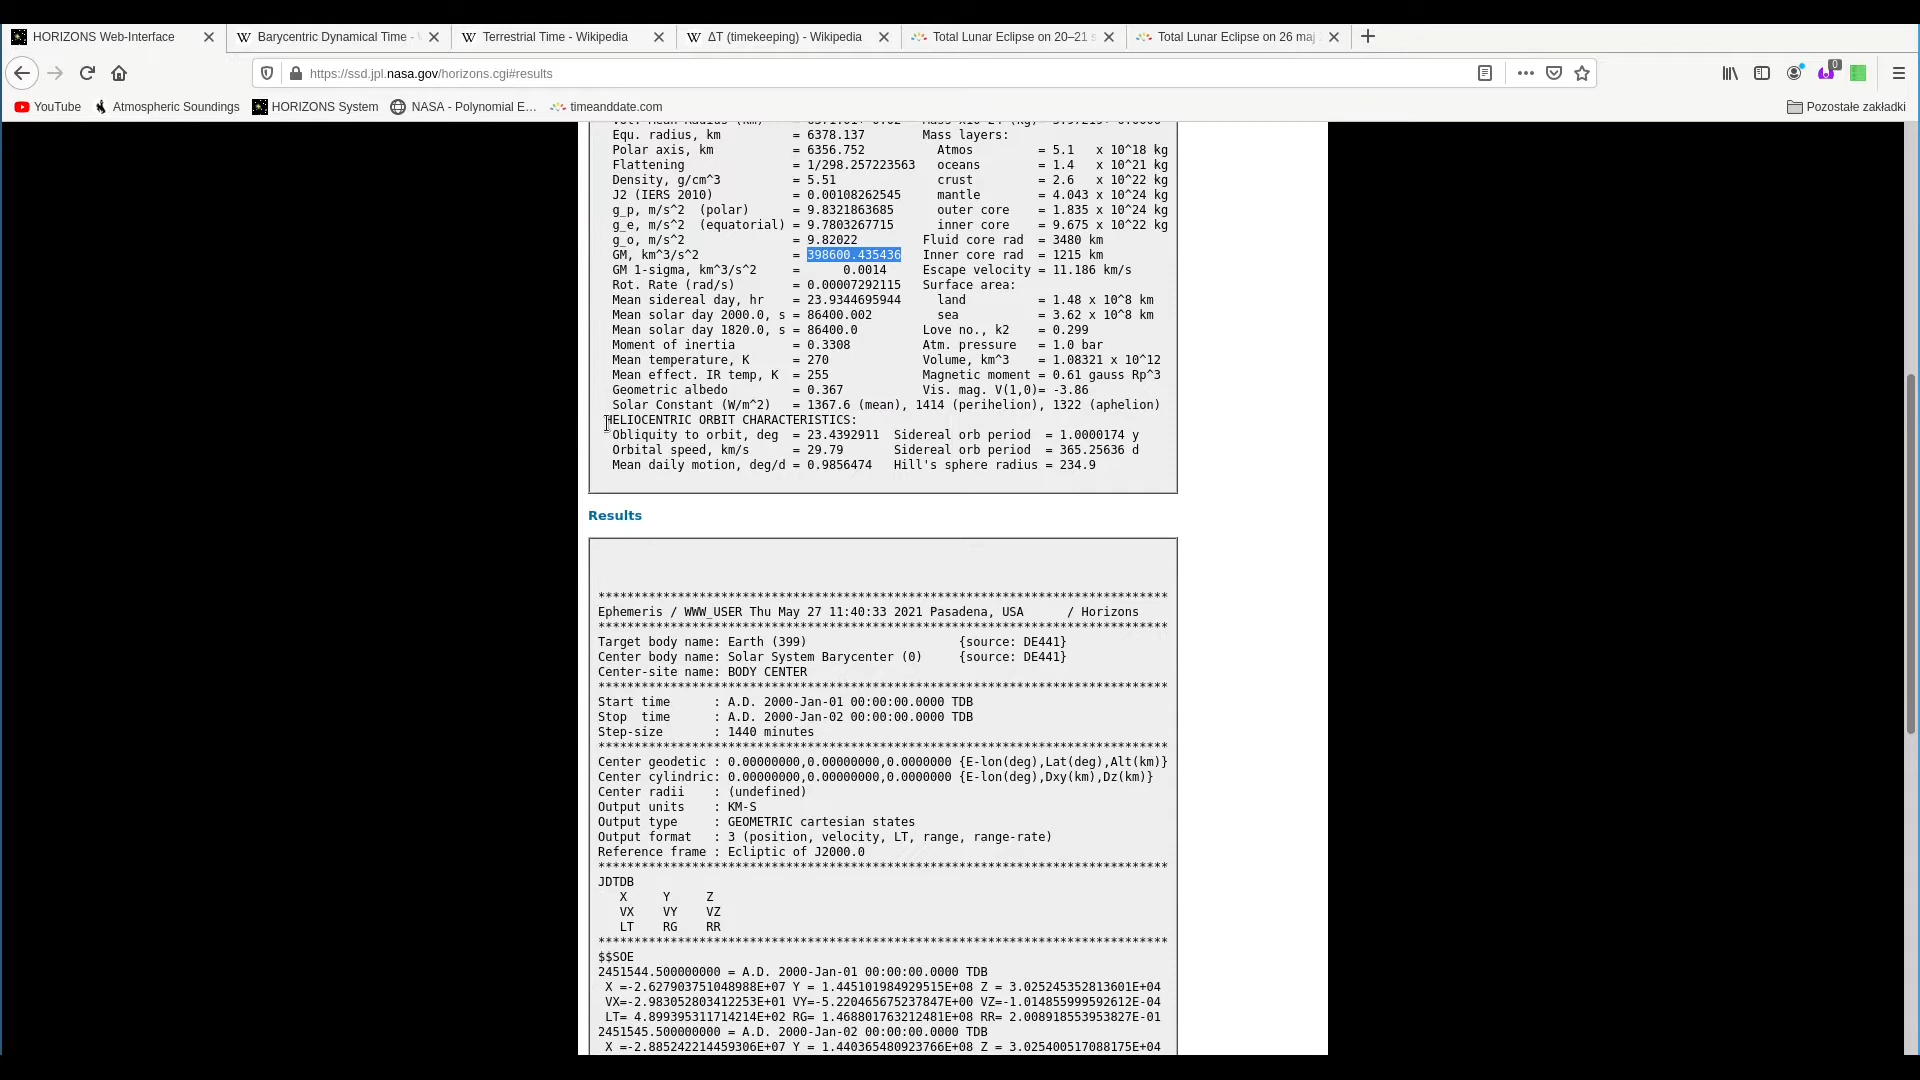 HORIZONS Web-Interface
Barycentric Dynamical Time -
Terrestrial Time - Wikipedia
ΔT (timekeeping) - Wikipedia
Total Lunar Eclipse on 20–21
Total Lunar Eclipse on 26 maj
https://ssd.jpl.nasa.gov/horizons.cgi#results
0
YouTube
Atmospheric Soundings
HORIZONS System
NASA - Polynomial E…
timeanddate.com
Pozostałe zakładki
Equ. radius, km = 6378.137 Mass layers:
Polar axis, km = 6356.752 Atmos = 5.1 x 10^18 kg
Flattening = 1/298.257223563 oceans = 1.4 x 10^21 kg
Density, g/cm^3 = 5.51 crust = 2.6 x 10^22 kg
J2 (IERS 2010) = 0.00108262545 mantle = 4.043 x 10^24 kg
g_p, m/s^2 (polar) = 9.8321863685 outer core = 1.835 x 10^24 kg
g_e, m/s^2 (equatorial) = 9.7803267715 inner core = 9.675 x 10^22 kg
g_o, m/s^2 = 9.82022 Fluid core rad = 3480 km
GM, km^3/s^2 = 398600.435436 Inner core rad = 1215 km
GM 1-sigma, km^3/s^2 = 0.0014 Escape velocity = 11.186 km/s
Rot. Rate (rad/s) = 0.00007292115 Surface area:
Mean sidereal day, hr = 23.9344695944 land = 1.48 x 10^8 km
Mean solar day 2000.0, s = 86400.002 sea = 3.62 x 10^8 km
Mean solar day 1820.0, s = 86400.0 Love no., k2 = 0.299
Moment of inertia = 0.3308 Atm. pressure = 1.0 bar
Mean temperature, K = 270 Volume, km^3 = 1.08321 x 10^12
Mean effect. IR temp, K = 255 Magnetic moment = 0.61 gauss Rp^3
Geometric albedo = 0.367 Vis. mag. V(1,0)= -3.86
Solar Constant (W/m^2) = 1367.6 (mean), 1414 (perihelion), 1322 (aphelion)
HELIOCENTRIC ORBIT CHARACTERISTICS:
Obliquity to orbit, deg = 23.4392911 Sidereal orb period = 1.0000174 y
Orbital speed, km/s = 29.79 Sidereal orb period = 365.25636 d
Mean daily motion, deg/d = 0.9856474 Hill's sphere radius = 234.9
Results
*******************************************************************************
Ephemeris / WWW_USER Thu May 27 11:40:33 2021 Pasadena, USA / Horizons
*******************************************************************************
Target body name: Earth (399) {source: DE441}
Center body name: Solar System Barycenter (0) {source: DE441}
Center-site name: BODY CENTER
*******************************************************************************
Start time : A.D. 2000-Jan-01 00:00:00.0000 TDB
Stop time : A.D. 2000-Jan-02 00:00:00.0000 TDB
Step-size : 1440 minutes
*******************************************************************************
Center geodetic : 0.00000000,0.00000000,0.0000000 {E-lon(deg),Lat(deg),Alt(km)}
Center cylindric: 0.00000000,0.00000000,0.0000000 {E-lon(deg),Dxy(km),Dz(km)}
Center radii : (undefined)
Output units : KM-S
Output type : GEOMETRIC cartesian states
Output format : 3 (position, velocity, LT, range, range-rate)
Reference frame : Ecliptic of J2000.0
*******************************************************************************
JDTDB
X Y Z
VX VY VZ
LT RG RR
*******************************************************************************
$$SOE
2451544.500000000 = A.D. 2000-Jan-01 00:00:00.0000 TDB
X =-2.627903751048988E+07 Y = 1.445101984929515E+08 Z = 3.025245352813601E+04
VX=-2.983052803412253E+01 VY=-5.220465675237847E+00 VZ=-1.014855999592612E-04
LT= 4.899395311714214E+02 RG= 1.468801763212481E+08 RR= 2.008918553953827E-01
2451545.500000000 = A.D. 2000-Jan-02 00:00:00.0000 TDB
X =-2.885242214459306E+07 Y = 1.440365480923766E+08 Z = 3.025400517088175E+04